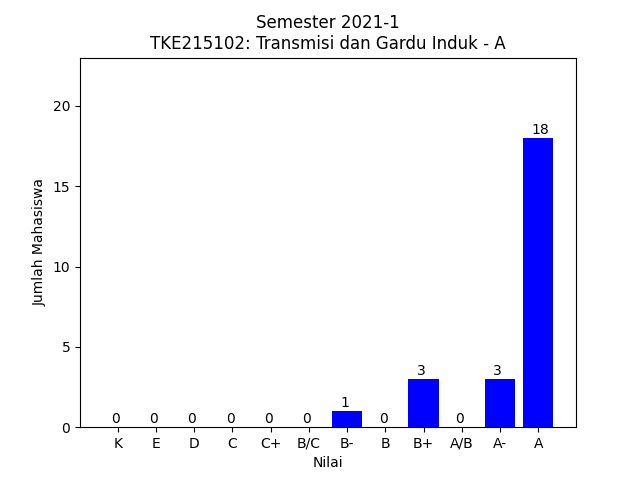 Semester 2021-1
TKE215102: Transmisi dan Gardu Induk - A
Jumlah Mahasiswa
20
15
10
5
0
0 0 0 0 0 0 1 0 3 0 3 18
K E D C C+ B/C B- B B+ A/B A- A
Nilai